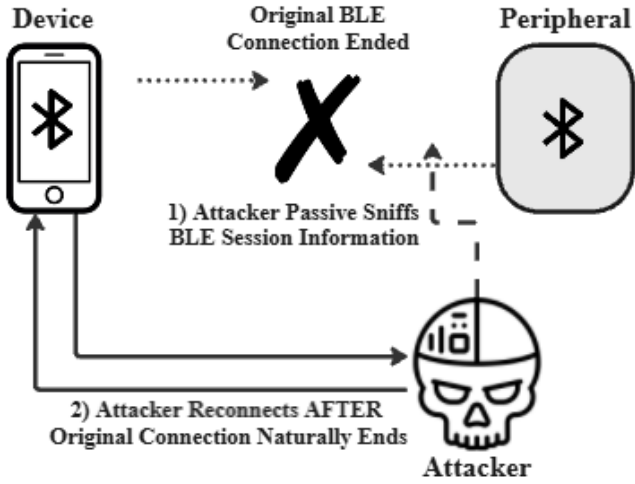 Device
Original BLE
Connection Ended
Peripheral
1) Attacker Passive Sniffs
BLE Session Information
2) Attacker Reconnects AFTER
Original Connection Naturally Ends
Attacker